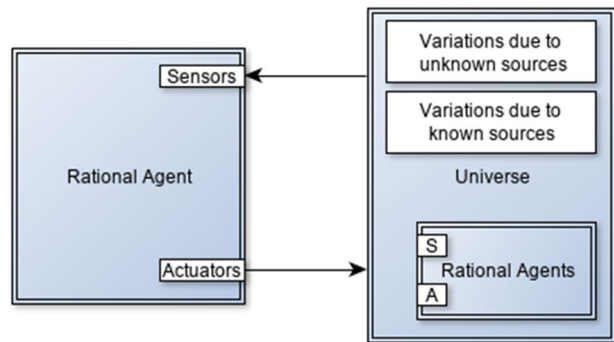 Sensors
Rational Agent
Actuators
Variations due to
unknown sources
Variations due to
known sources
Universe
S
Rational Agents
A